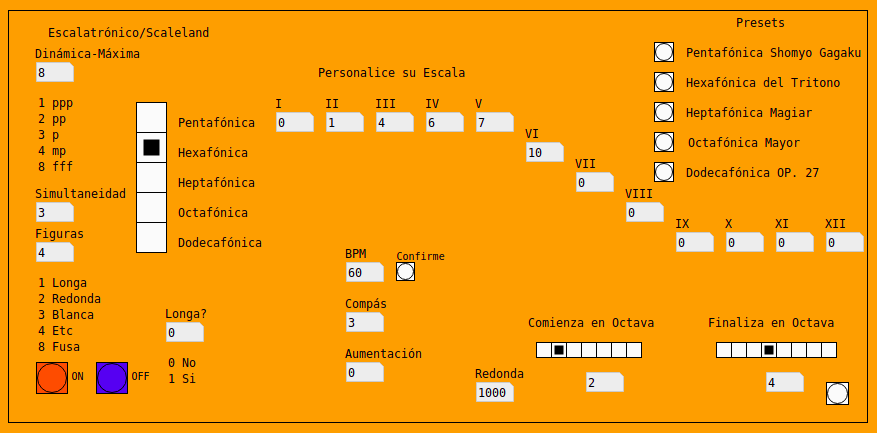 Escalatrónico/Scaleland
Presets
Dinámica-Máxima
8
Personalice su Escala
Pentafónica Shomyo Gagaku
Hexafónica del Tritono
Heptafónica Magiar
Octafónica Mayor
Dodecafónica OP. 27
1 ppp
2 pp
3 p
4 mp
8 fff
Pentafónica
Hexafónica
Heptafónica
Octafónica
Dodecafónica
I II III IV V
0 1 4 6 7
VI
10
VII
0
VIII
0
IX X XI XII
0 0 0 0
Simultaneidad
3
Figuras
4
1 Longa
2 Redonda
3 Blanca
4 Etc
8 Fusa
ON OFF
Longa?
0
0 No
1 Si
BPM Confirme
60
Compás
3
Aumentación
0
Redonda
1000
Comienza en Octava
2
Finaliza en Octava
4